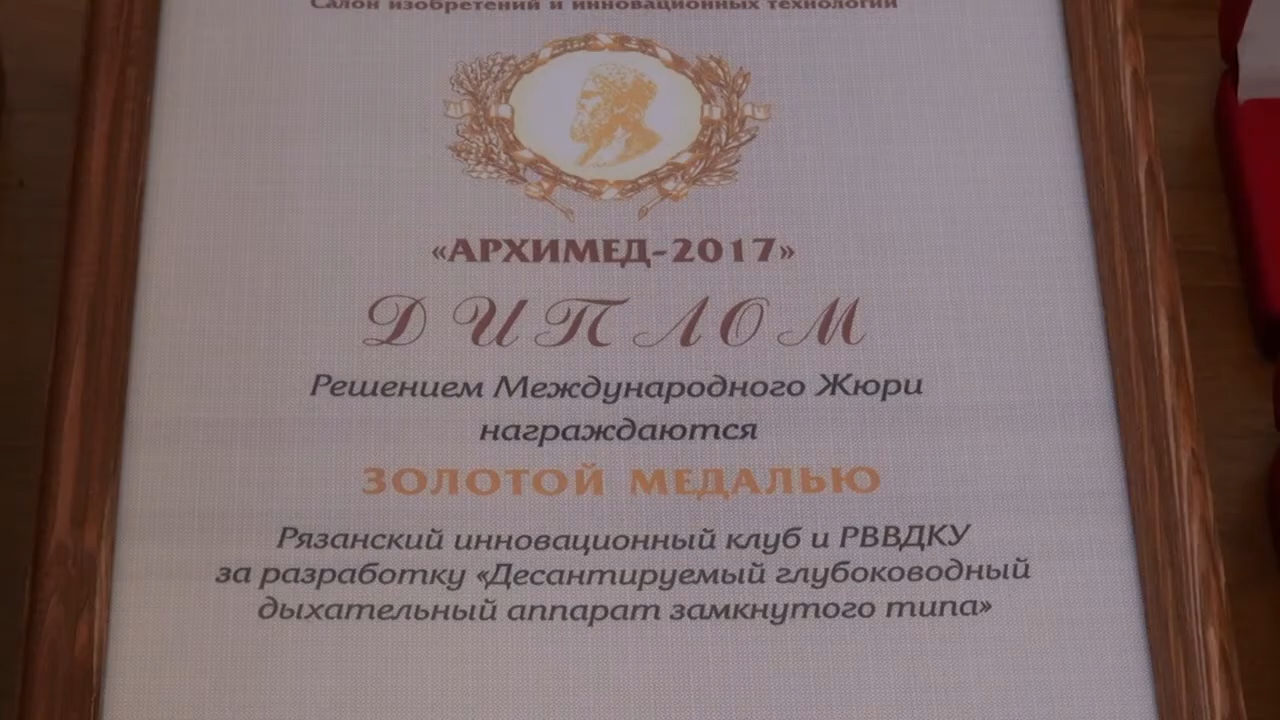 Салон изобретений и инновационных технологий
«АРХИМЕД-2017»
ДИПЛОМ
Решением Международного Жюри
награждаются
ЗОЛОТОЙ МЕДАЛЬЮ
Рязанский инновационный клуб и РВВДКУ
за разработку «Десантируемый глубоководный
дыхательный аппарат замкнутого типа»